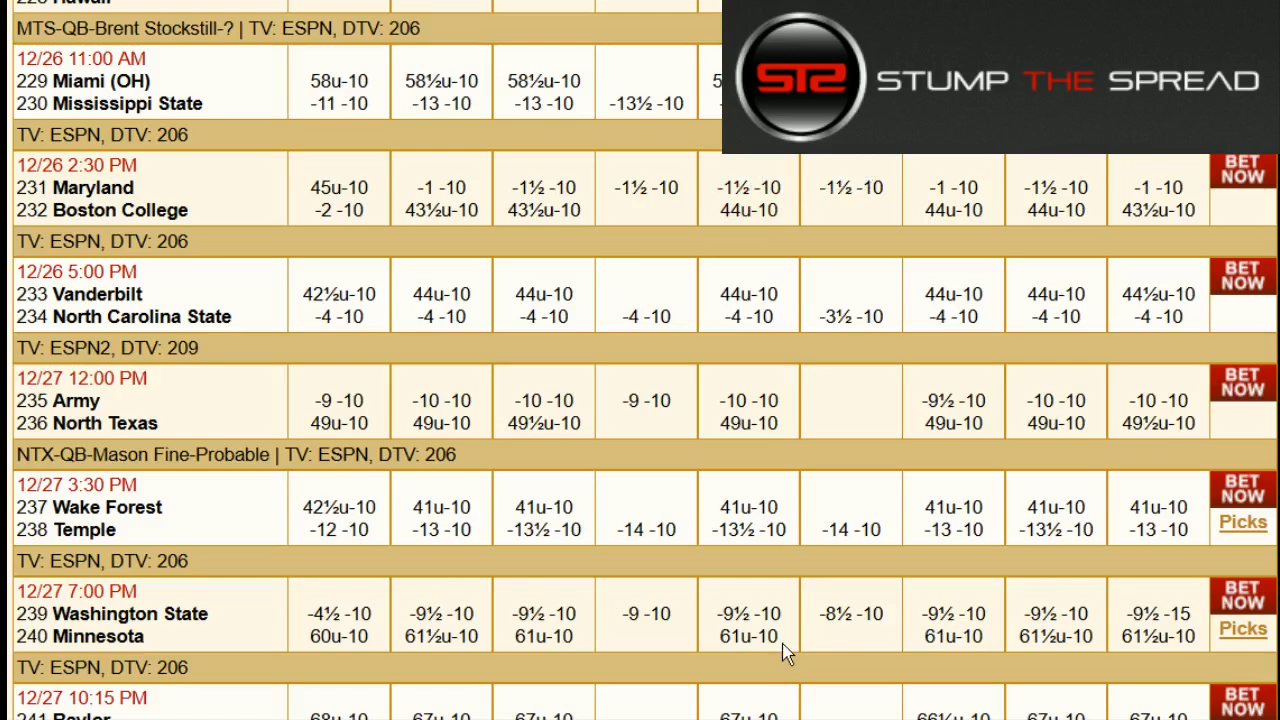 MTS-QB-Brent Stockstill-? | TV: ESPN, DTV: 206
STS STUMP THE SPREAD
12/26 11:00 AM
229 Miami (OH) 58u-10 58½u-10 58½u-10
230 Mississippi State -11 -10 -13 -10 -13 -10 -13½ -10
TV: ESPN, DTV: 206
12/26 2:30 PM BET NOW
231 Maryland 45u-10 -1 -10 -1½ -10 -1½ -10 -1½ -10 -1½ -10 -1 -10 -1½ -10 -1 -10
232 Boston College -2 -10 43½u-10 43½u-10 44u-10 44u-10 44u-10 43½u-10
TV: ESPN, DTV: 206
12/26 5:00 PM BET NOW
233 Vanderbilt 42½u-10 44u-10 44u-10 44u-10 44u-10 44u-10 44½u-10
234 North Carolina State -4 -10 -4 -10 -4 -10 -4 -10 -4 -10 -3½ -10 -4 -10 -4 -10 -4 -10
TV: ESPN2, DTV: 209
12/27 12:00 PM BET NOW
235 Army -9 -10 -10 -10 -10 -10 -9 -10 -10 -10 -9½ -10 -10 -10 -10 -10
236 North Texas 49u-10 49u-10 49½u-10 49u-10 49u-10 49u-10 49½u-10
NTX-QB-Mason Fine-Probable | TV: ESPN, DTV: 206
12/27 3:30 PM BET NOW
237 Wake Forest 42½u-10 41u-10 41u-10 41u-10 41u-10 41u-10 41u-10
238 Temple -12 -10 -13 -10 -13½ -10 -14 -10 -13½ -10 -14 -10 -13 -10 -13½ -10 -13 -10 Picks
TV: ESPN, DTV: 206
12/27 7:00 PM BET NOW
239 Washington State -4½ -10 -9½ -10 -9½ -10 -9 -10 -9½ -10 -8½ -10 -9½ -10 -9½ -10 -9½ -15
240 Minnesota 60u-10 61½u-10 61u-10 61u-10 61u-10 61½u-10 61½u-10 Picks
TV: ESPN, DTV: 206
12/27 10:15 PM BET NOW
241 Baylor 68u-10 67u-10 67u-10 67u-10 66½u-10 67u-10 67u-10